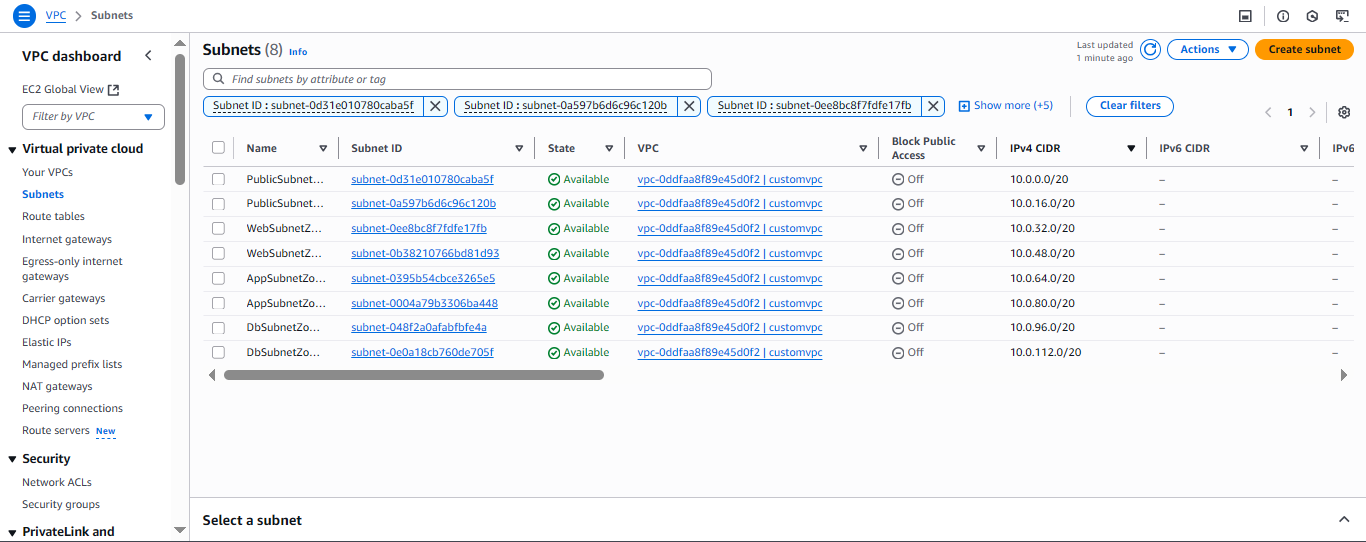 VPC > Subnets
VPC dashboard
EC2 Global View
Filter by VPC
Virtual private cloud
Your VPCs
Subnets
Route tables
Internet gateways
Egress-only internet
gateways
Carrier gateways
DHCP option sets
Elastic IPs
Managed prefix lists
NAT gateways
Peering connections
Route servers New
Security
Network ACLs
Security groups
PrivateLink and
Subnets (8) Info
Last updated
1 minute ago
Actions
Create subnet
Find subnets by attribute or tag
Subnet ID : subnet-0d31e010780caba5f Subnet ID : subnet-0a597b6d6c96c120b Subnet ID : subnet-0ee8bc8f7fdfe17fb Show more (+5) Clear filters
1
Name Subnet ID State VPC Block Public Access IPv4 CIDR IPv6 CIDR IPv6
PublicSubnet... subnet-0d31e010780caba5f Available vpc-0ddfaa8f89e45d0f2 | customvpc Off 10.0.0.0/20 – –
PublicSubnet... subnet-0a597b6d6c96c120b Available vpc-0ddfaa8f89e45d0f2 | customvpc Off 10.0.16.0/20 – –
WebSubnetZ... subnet-0ee8bc8f7fdfe17fb Available vpc-0ddfaa8f89e45d0f2 | customvpc Off 10.0.32.0/20 – –
WebSubnetZ... subnet-0b38210766bd81d93 Available vpc-0ddfaa8f89e45d0f2 | customvpc Off 10.0.48.0/20 – –
AppSubnetZo... subnet-0395b54cbce3265e5 Available vpc-0ddfaa8f89e45d0f2 | customvpc Off 10.0.64.0/20 – –
AppSubnetZo... subnet-0004a79b3306ba448 Available vpc-0ddfaa8f89e45d0f2 | customvpc Off 10.0.80.0/20 – –
DbSubnetZo... subnet-048f2a0afabfbfe4a Available vpc-0ddfaa8f89e45d0f2 | customvpc Off 10.0.96.0/20 – –
DbSubnetZo... subnet-0e0a18cb760de705f Available vpc-0ddfaa8f89e45d0f2 | customvpc Off 10.0.112.0/20 – –
Select a subnet